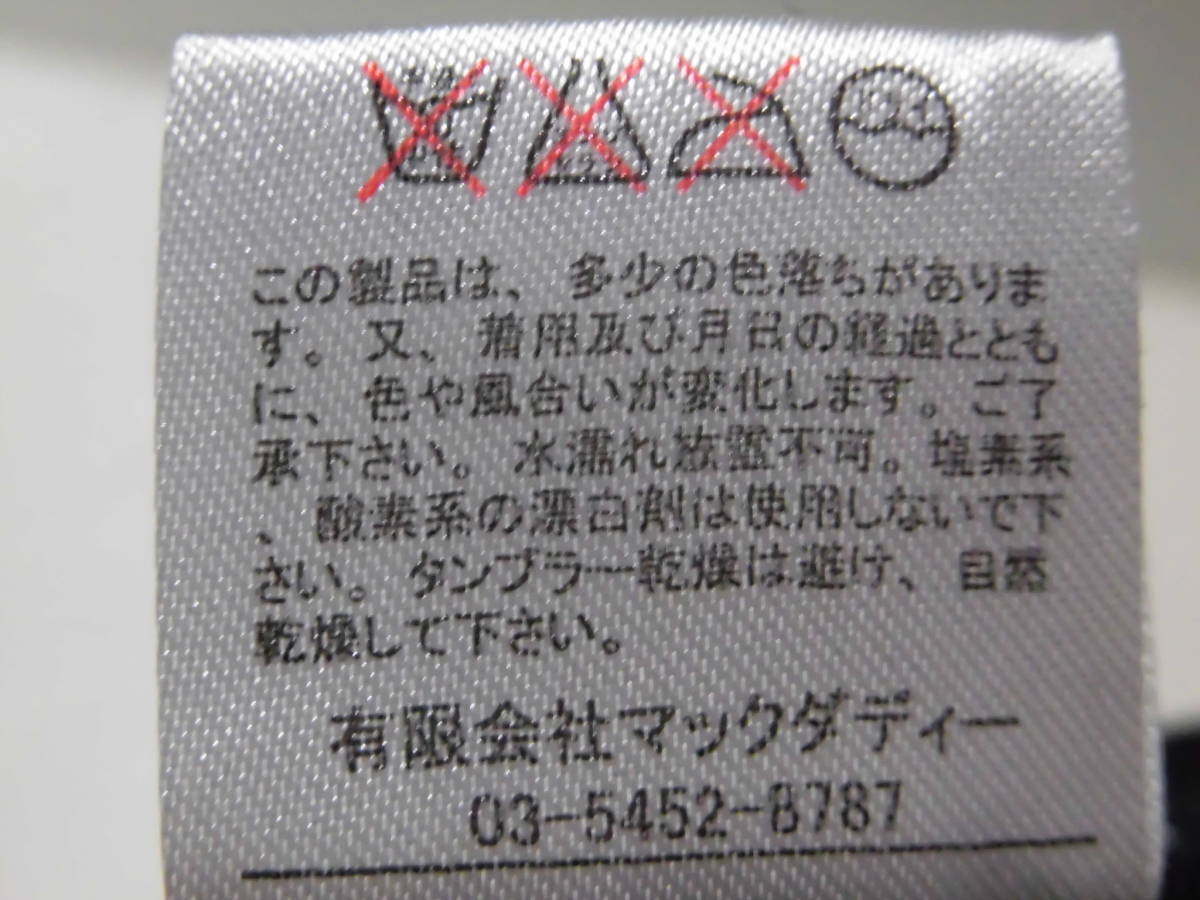 この製品は、多少の色落ちがありま
す。又、着用及び月日の経過ととも
に、色や風合いが変化します。ご了
承下さい。水濡れ放置不可。塩素系
、酸素系の漂白剤は使用しないで下
さい。タンブラー乾燥は避け、自然
乾燥して下さい。
有限会社マックダディー
03-5452-8787